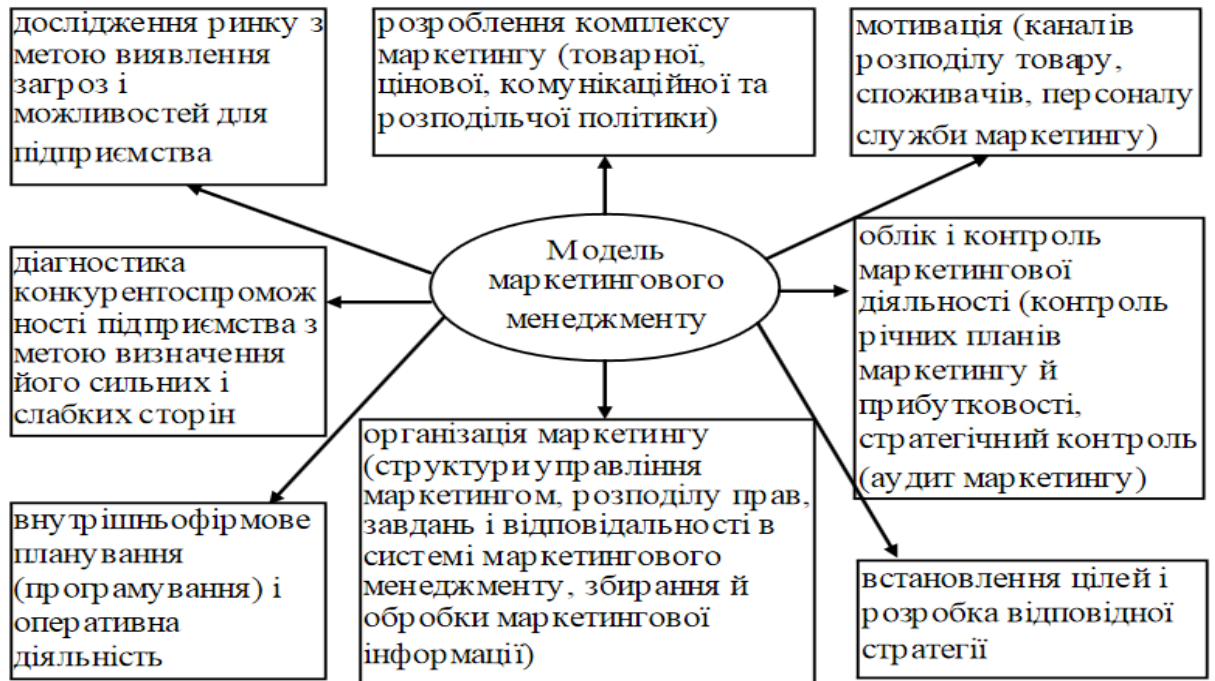 дослідження ринку з
метою виявлення
загроз і
можливостей для
підприємства
розроблення комплексу
маркетингу (товарної,
цінової, комунікаційної та
розподільчої політики)
мотивація (каналів
розподілу товару,
споживачів, персоналу
служби маркетингу)
Модель
маркетингового
менеджменту
діагностика
конкурентоспромож
ності підприємства з
метою визначення
його сильних і
слабких сторін
облік і контроль
маркетингової
діяльності (контроль
річних планів
маркетингу й
прибутковості,
стратегічний контроль
(аудит маркетингу)
внутрішньофірмове
планування
(програмування) і
оперативна
діяльність
організація маркетингу
(структури управління
маркетингом, розподілу прав,
завдань і відповідальності в
системі маркетингового
менеджменту, збирання й
обробки маркетингової
інформації)
встановлення цілей і
розробка відповідної
стратегії